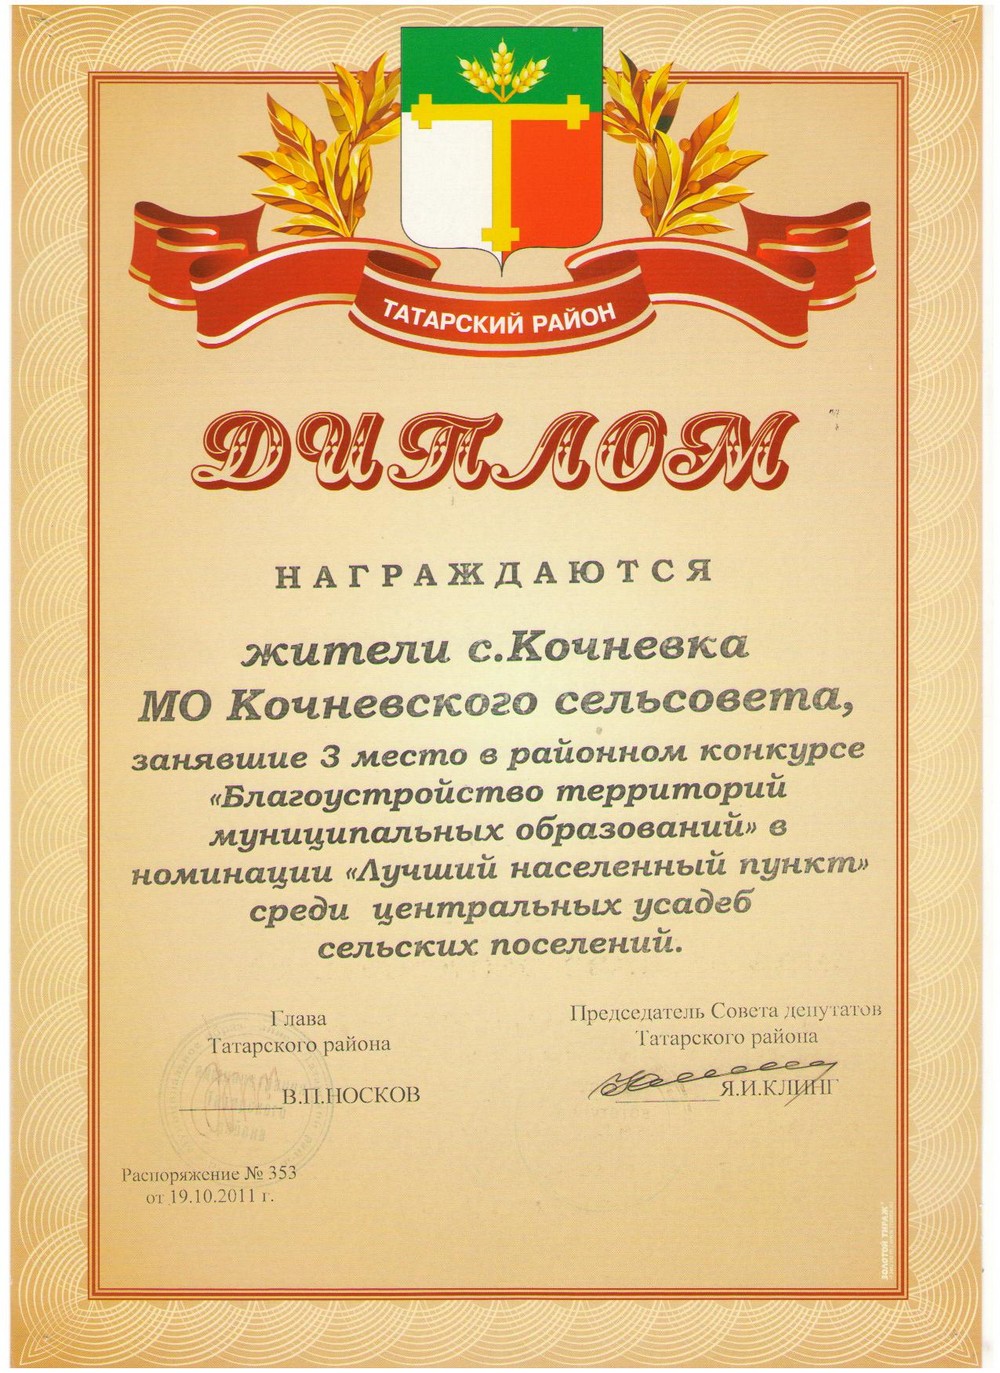 ТАТАРСКИЙ РАЙОН
ДИПЛОМ
НАГРАЖДАЮТСЯ
жители с.Кочневка
МО Кочневского сельсовета,
занявшие 3 место в районном конкурсе
«Благоустройство территорий
муниципальных образований» в
номинации «Лучший населенный пункт»
среди центральных усадеб
сельских поселений.
Глава
Татарского района
В.П.НОСКОВ
Председатель Совета депутатов
Татарского района
Я.И.КЛИНГ
Распоряжение № 353
от 19.10.2011 г.
ЗОЛОТОЙ ТИРАЖ